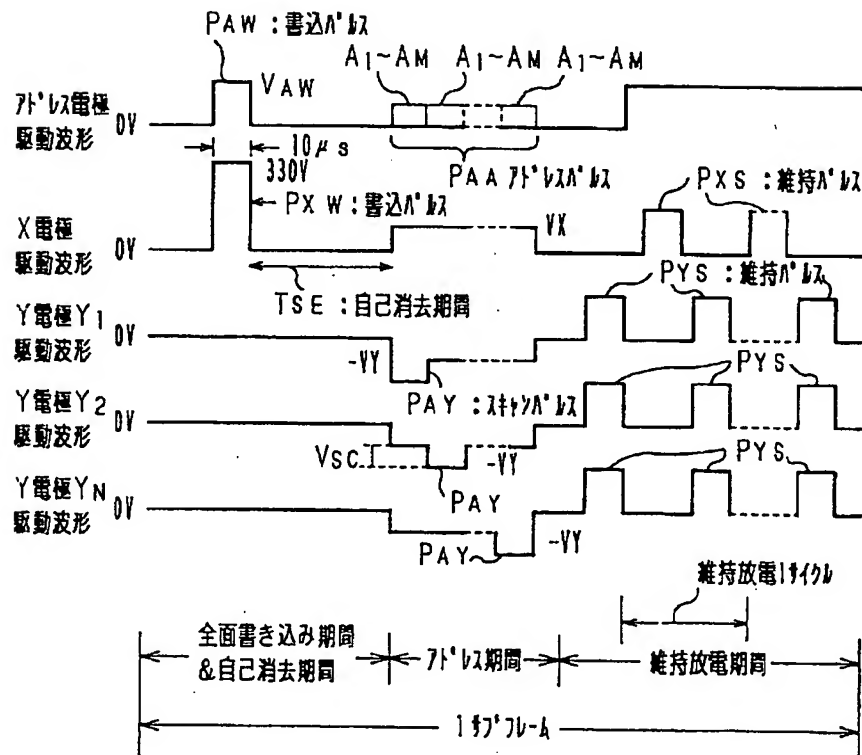 PAW：書込パルス
A1~AM A1~AM A1~AM
VAW
アドレス電極
駆動波形 0V
10μs
PAA アドレスパルス
330V
PXW：書込パルス
PXS：維持パルス
X電極
駆動波形 0V
VX
TSE：自己消去期間
PYS：維持パルス
Y電極Y1
駆動波形 0V
-VY
PAY：スキャンパルス
PYS
Y電極Y2
駆動波形 0V
VSC
-VY
PAY
PYS
Y電極YN
駆動波形 0V
PAY
-VY
維持放電1サイクル
全面書き込み期間
&自己消去期間
アドレス期間
維持放電期間
1サブフレーム